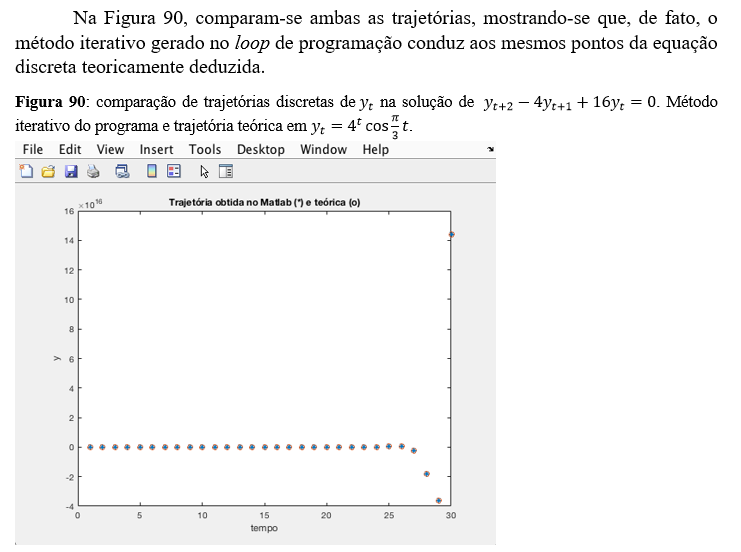 Na Figura 90, comparam-se ambas as trajetórias, mostrando-se que, de fato, o
método iterativo gerado no loop de programação conduz aos mesmos pontos da equação
discreta teoricamente deduzida.
Figura 90: comparação de trajetórias discretas de yₜ na solução de yₜ₊₂ − 4yₜ₊₁ + 16yₜ = 0. Método
iterativo do programa e trajetória teórica em yₜ = 4ᵗ cos π/3 t.
File Edit View Insert Tools Desktop Window Help
×10¹⁶
Trajetória obtida no Matlab (*) e teórica (o)
16
14
12
10
8
6
4
2
0
-2
-4
y
0 5 10 15 20 25 30
tempo